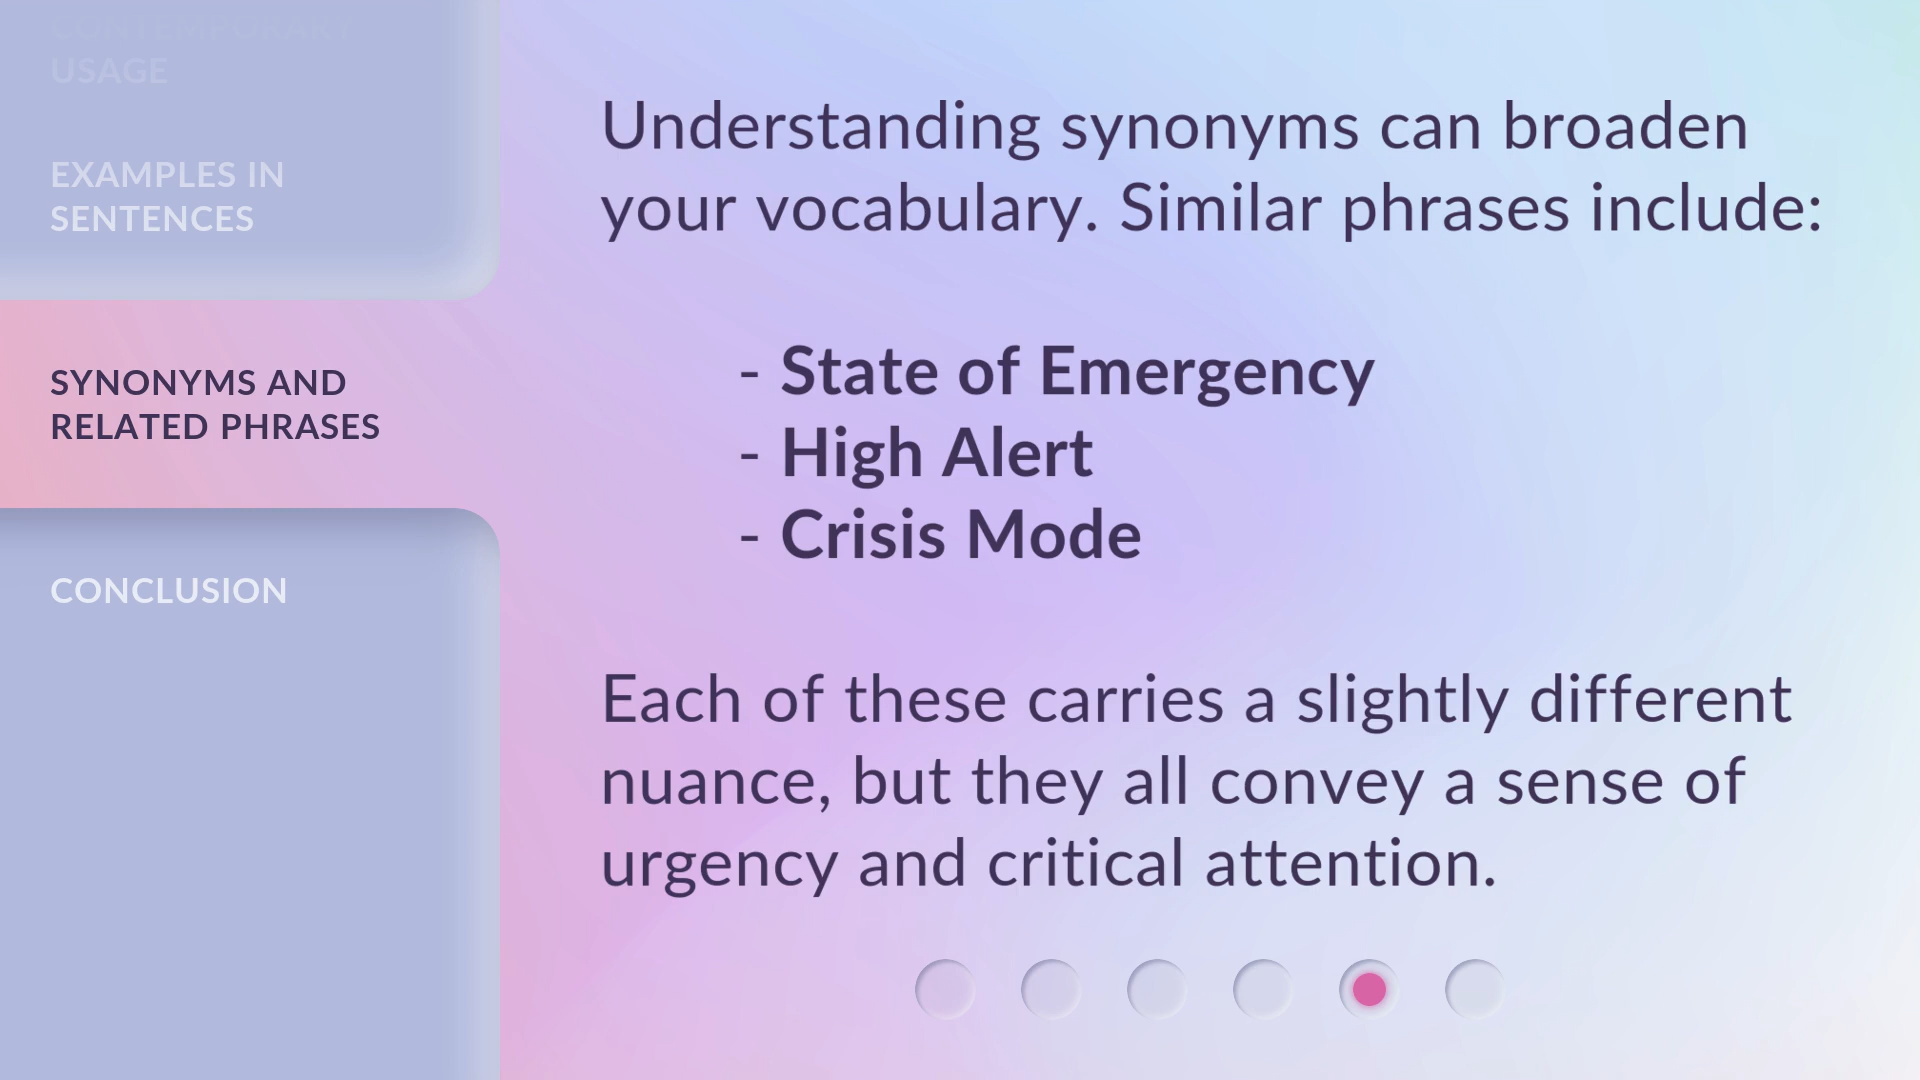 CONTEMPORARY
USAGE
EXAMPLES IN
SENTENCES
SYNONYMS AND
RELATED PHRASES
CONCLUSION
Understanding synonyms can broaden
your vocabulary. Similar phrases include:
- State of Emergency
- High Alert
- Crisis Mode
Each of these carries a slightly different
nuance, but they all convey a sense of
urgency and critical attention.